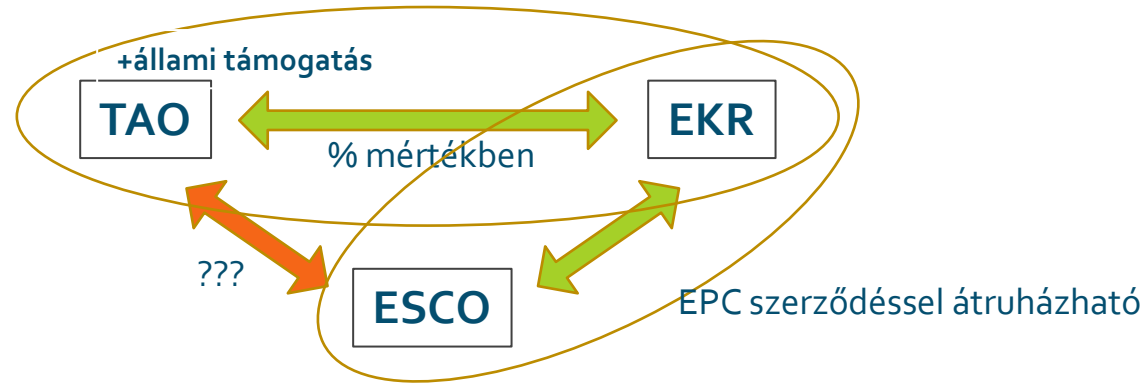 +állami támogatás
TAO
EKR
% mértékben
???
ESCO
EPC szerződéssel átruházható